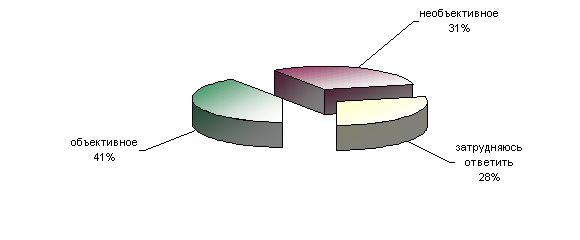 необъективное
31%
объективное
41%
затрудняюсь
ответить
28%